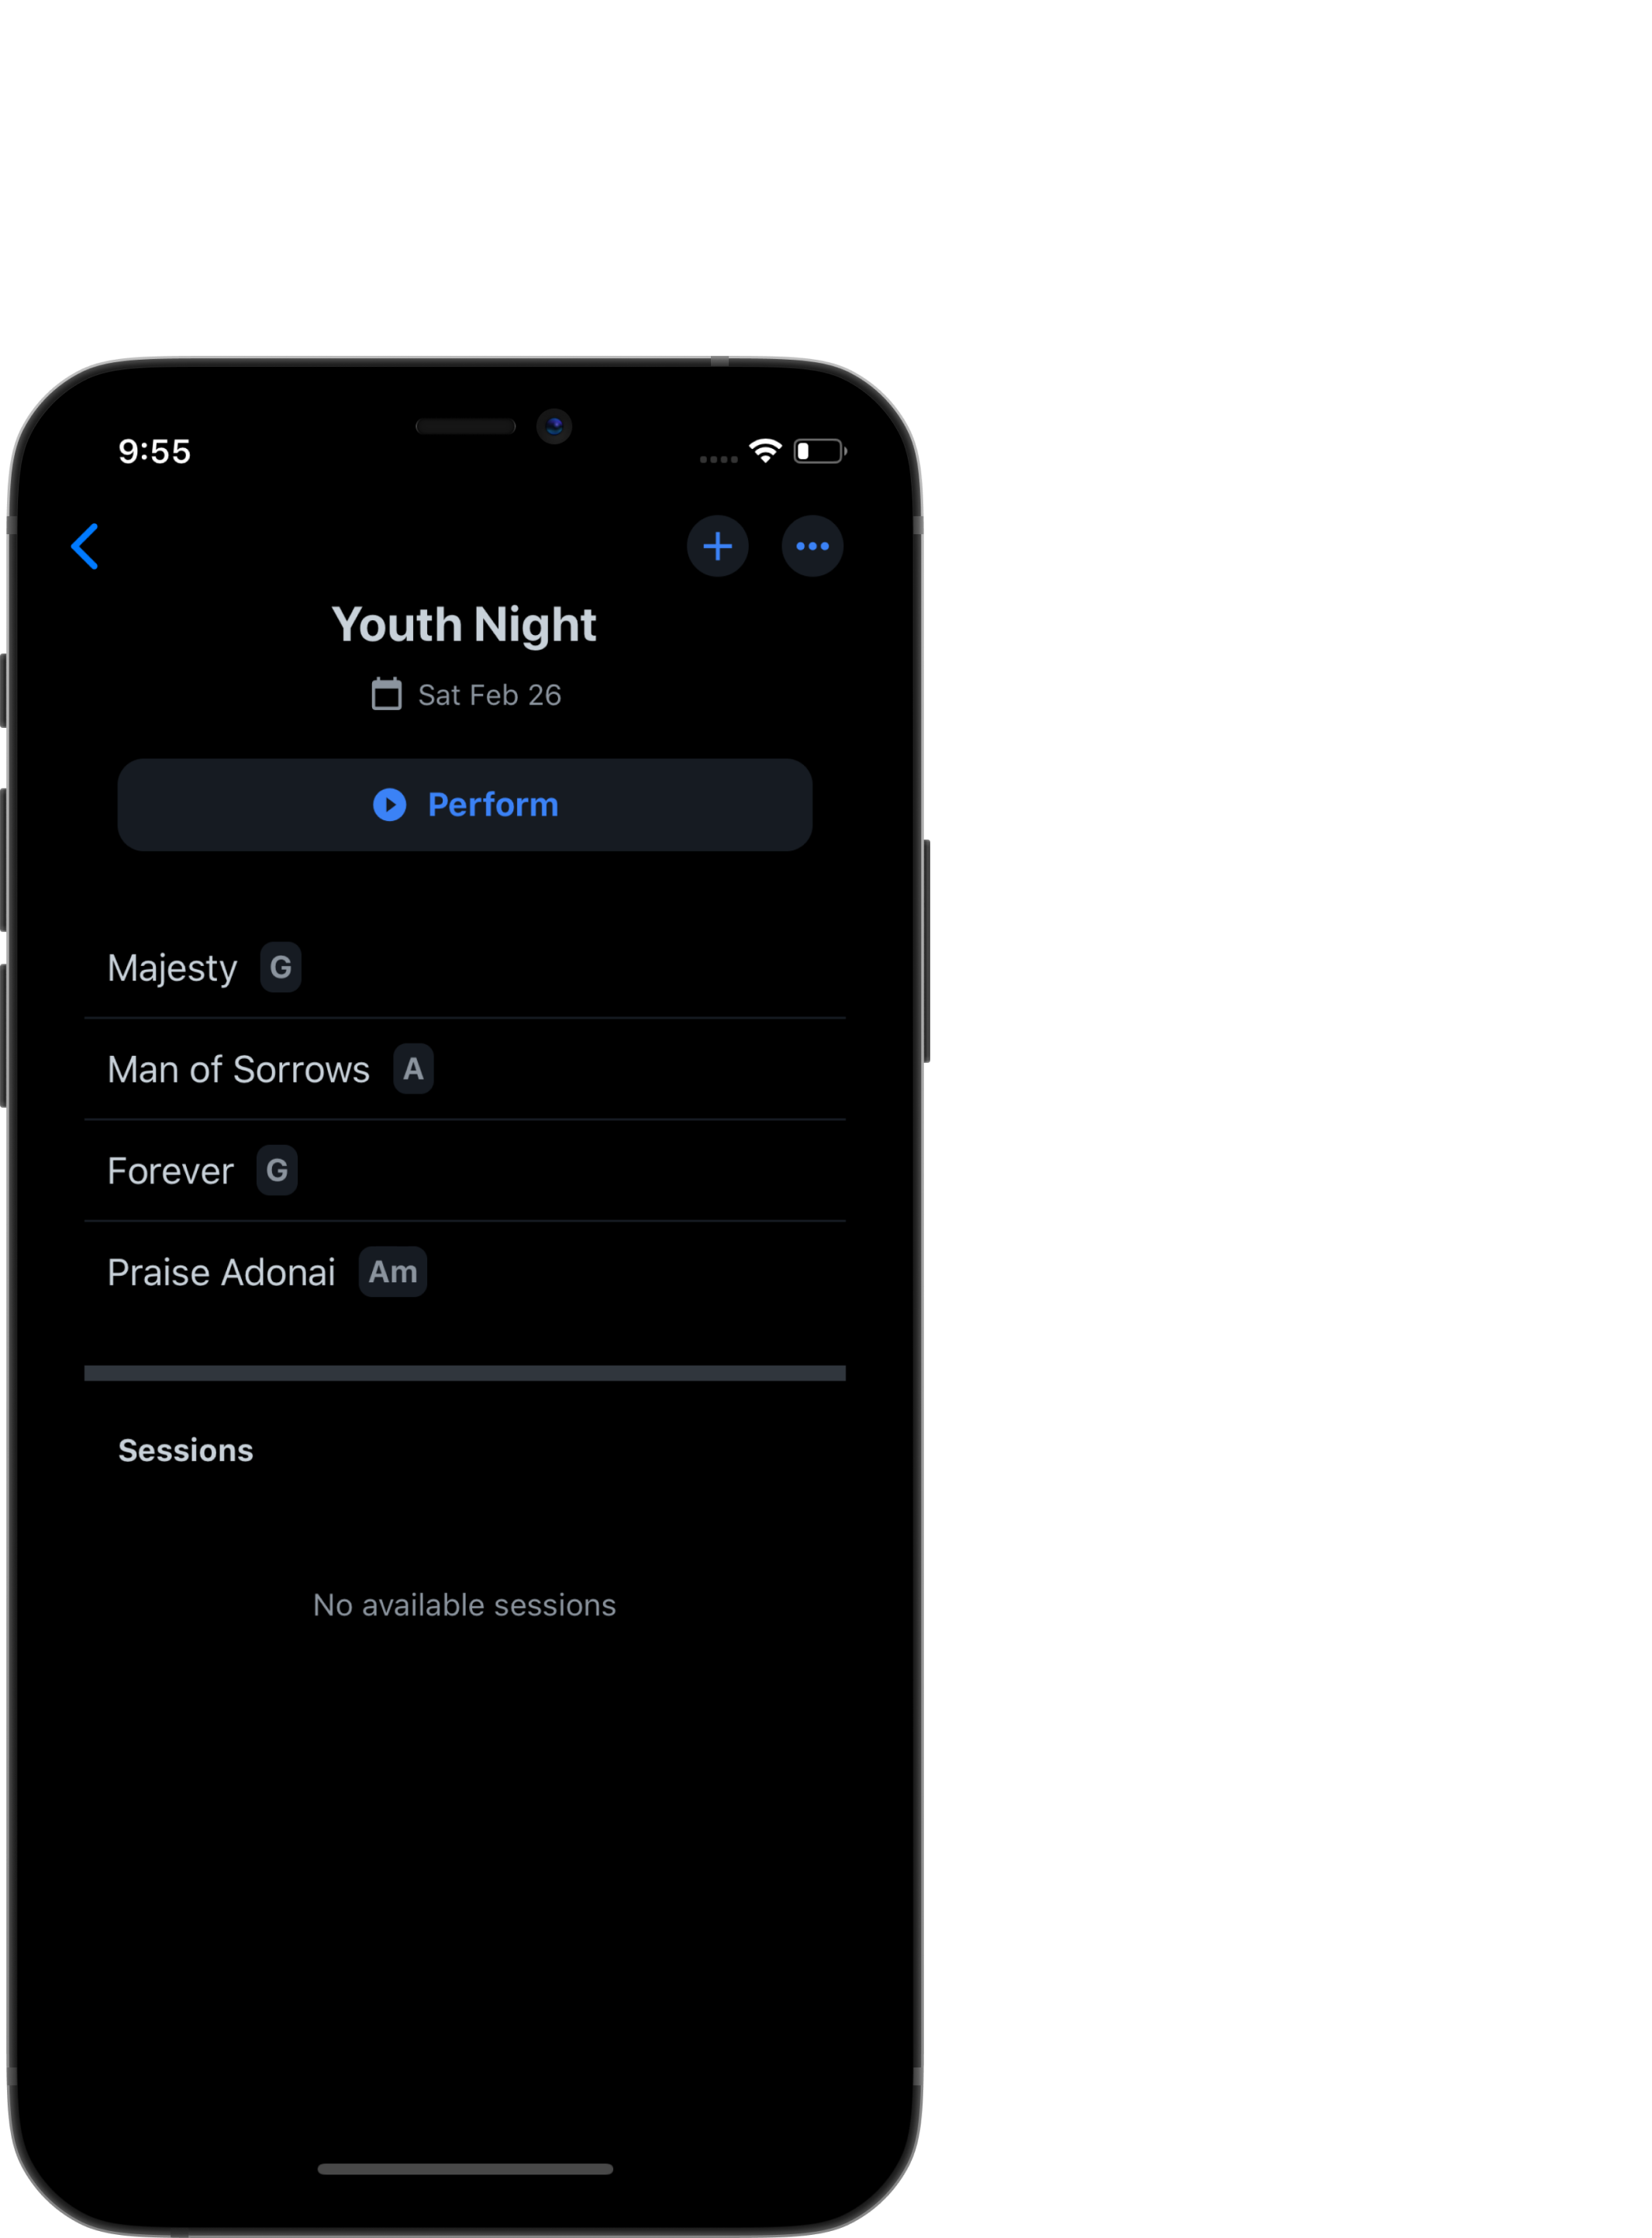 9:55
Youth Night
Sat Feb 26
Perform
Majesty G
Man of Sorrows A
Forever G
Praise Adonai Am
Sessions
No available sessions